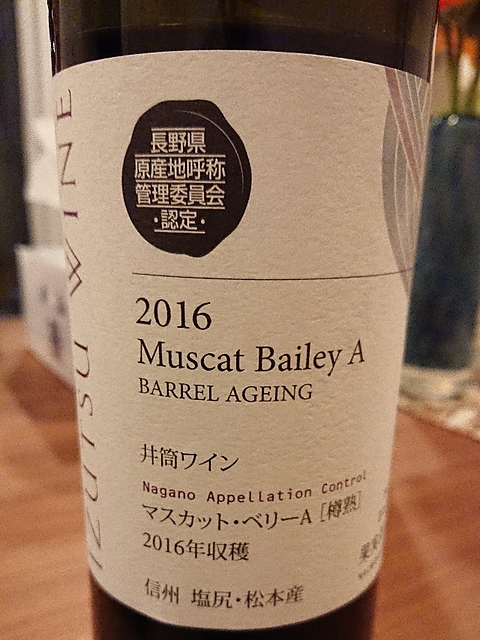 長野県
原産地呼称
管理委員会
・認定・
2016
Muscat Bailey A
BARREL AGEING
井筒ワイン
Nagano Appellation Control
マスカット・ベリーA [樽熟]
2016年収穫
信州 塩尻・松本産
IZUTSU WINE